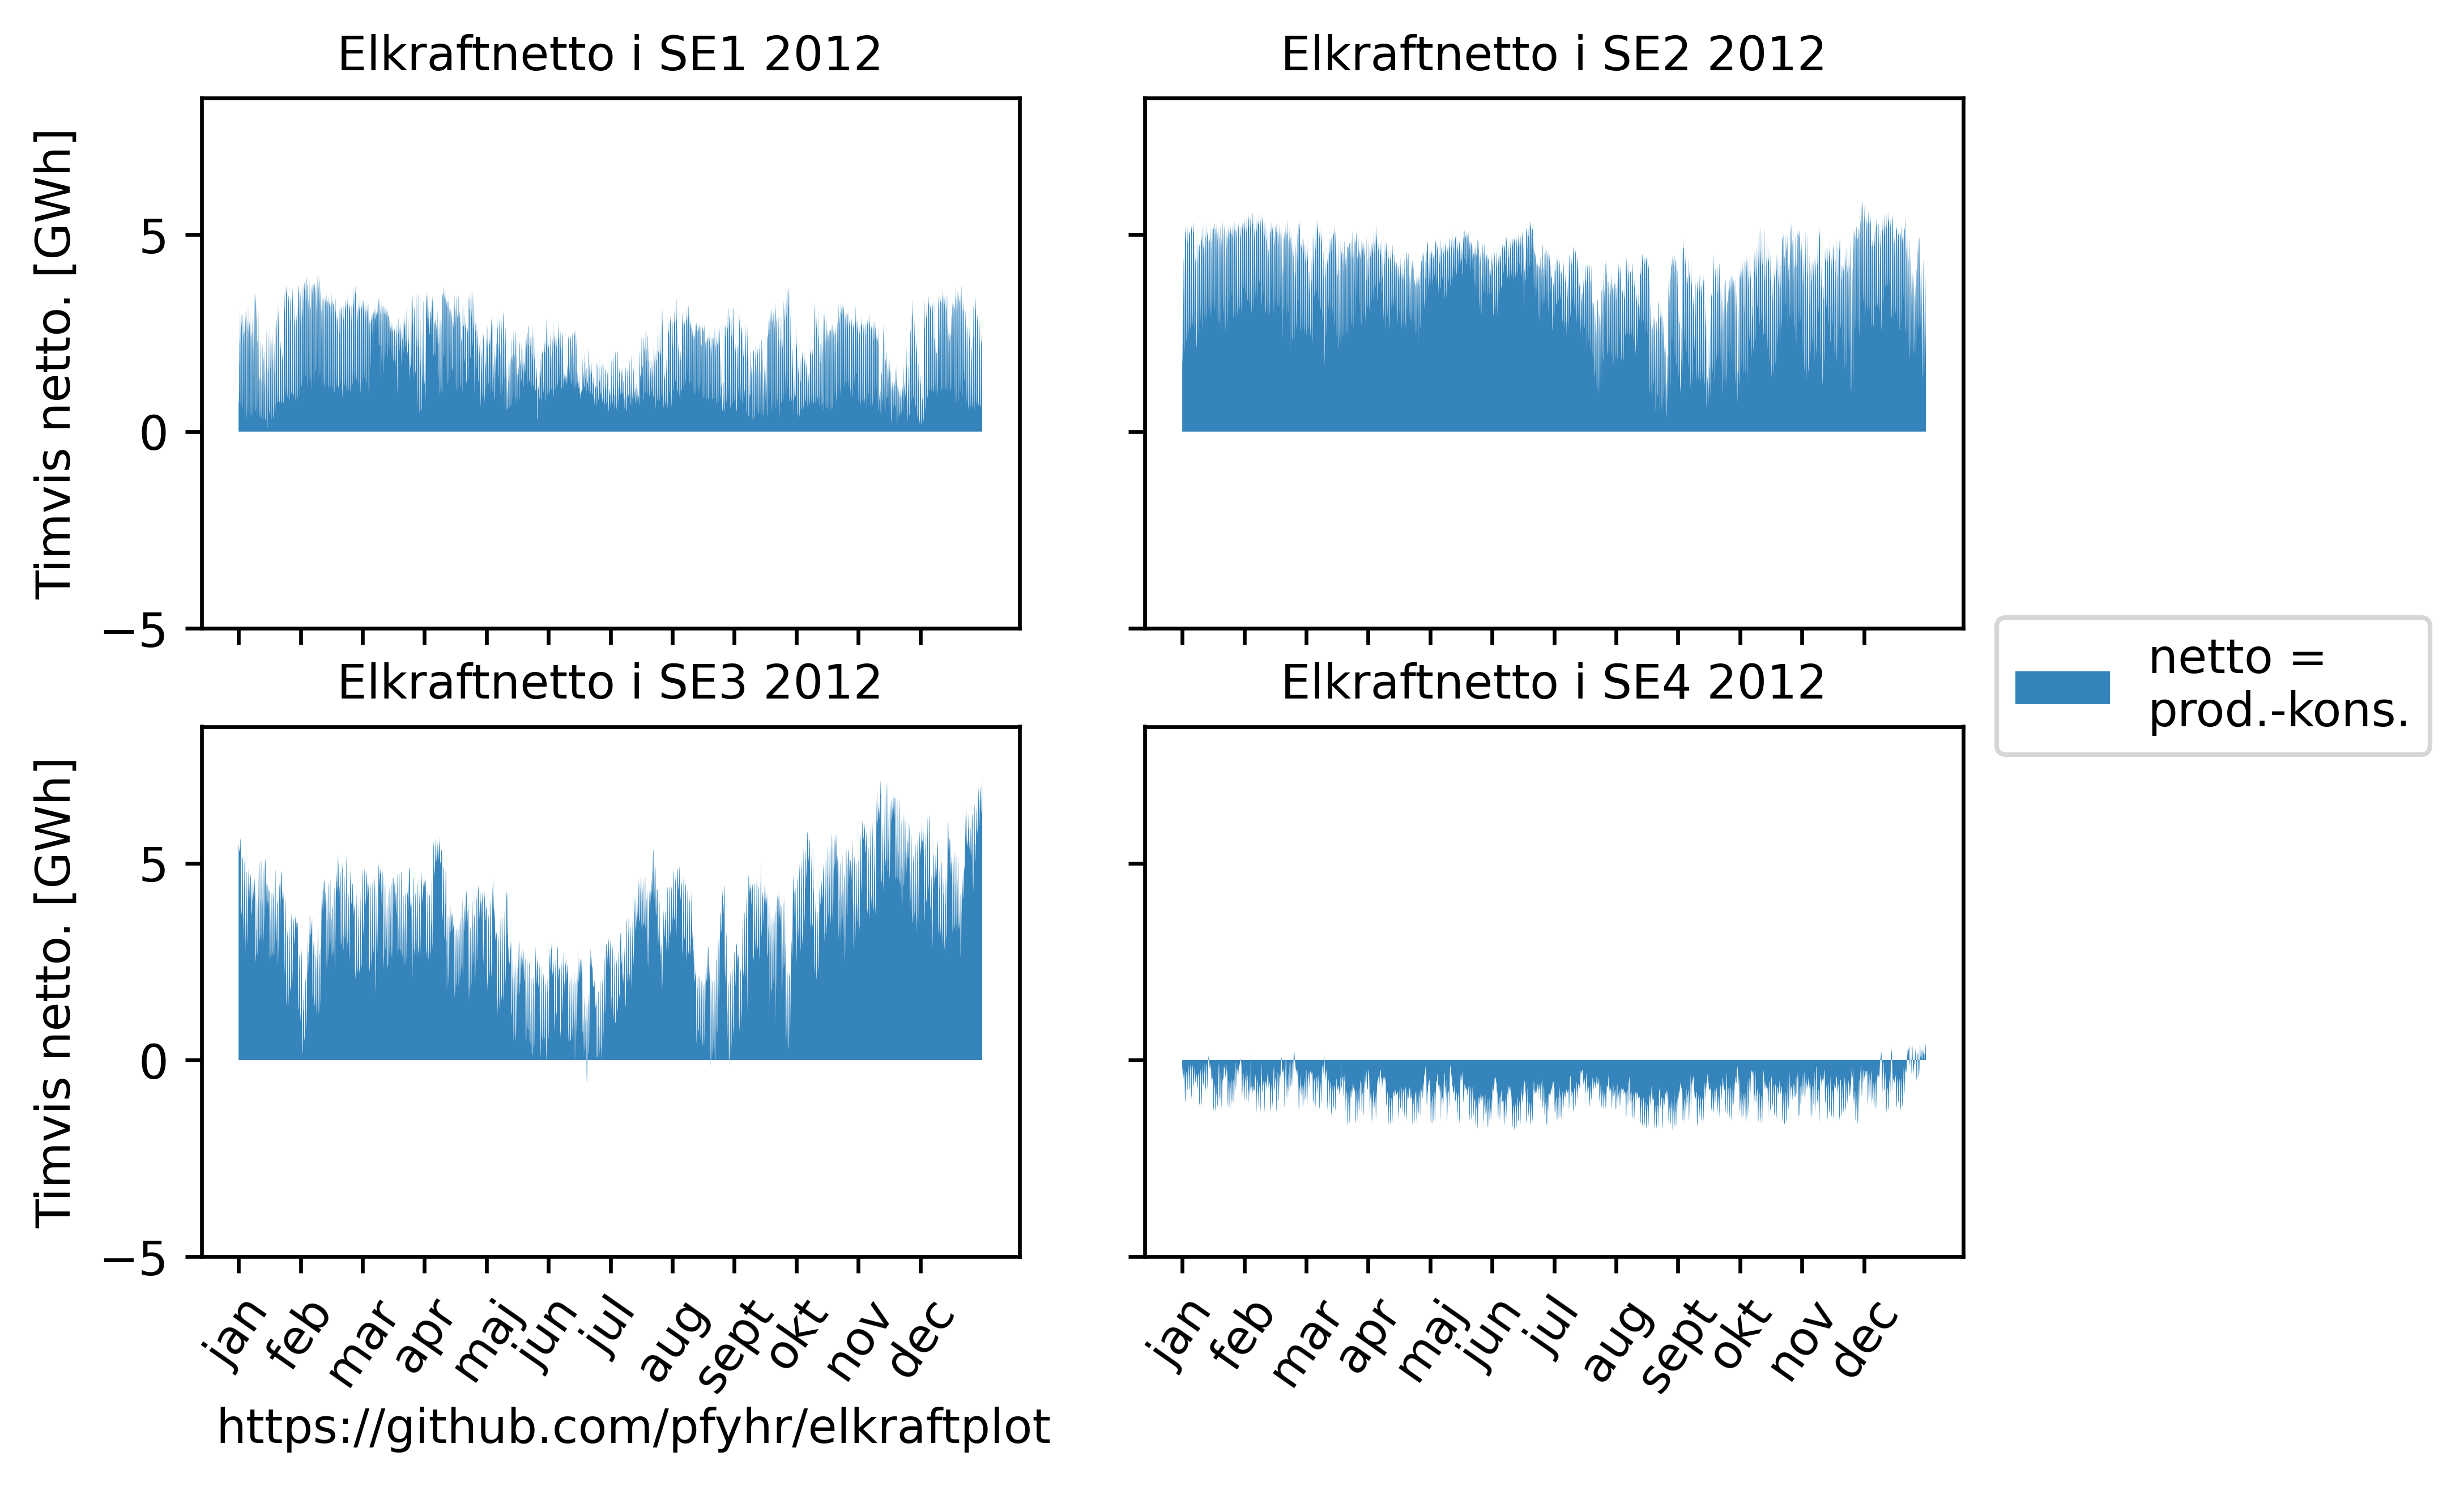 Elkraftnetto i SE1 2012
Timvis netto. [GWh]
5
0
−5
Elkraftnetto i SE2 2012
netto =
prod.-kons.
Elkraftnetto i SE3 2012
Timvis netto. [GWh]
5
0
−5
jan feb mar apr maj jun jul aug sept okt nov dec
Elkraftnetto i SE4 2012
jan feb mar apr maj jun jul aug sept okt nov dec
https://github.com/pfyhr/elkraftplot